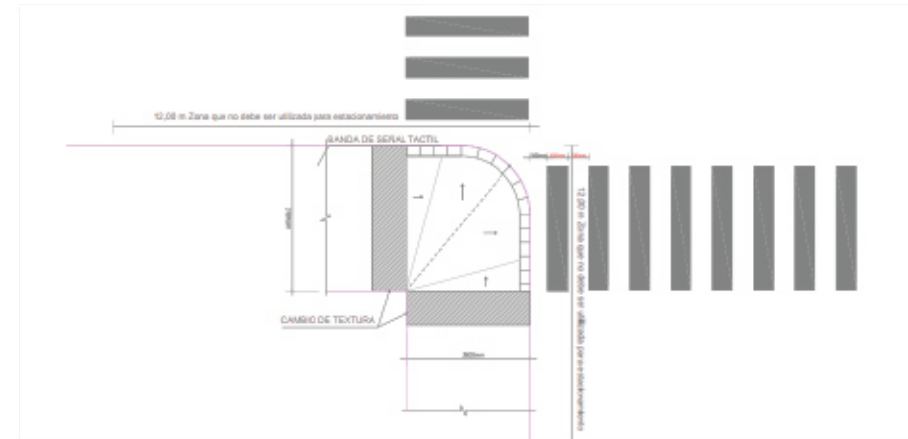 12,00 m Zona que no debe ser utilizada para estacionamiento
BANDA DE SEÑAL TACTIL
12,00 m Zona que no debe ser utilizada para estacionamiento
CAMBIO DE TEXTURA